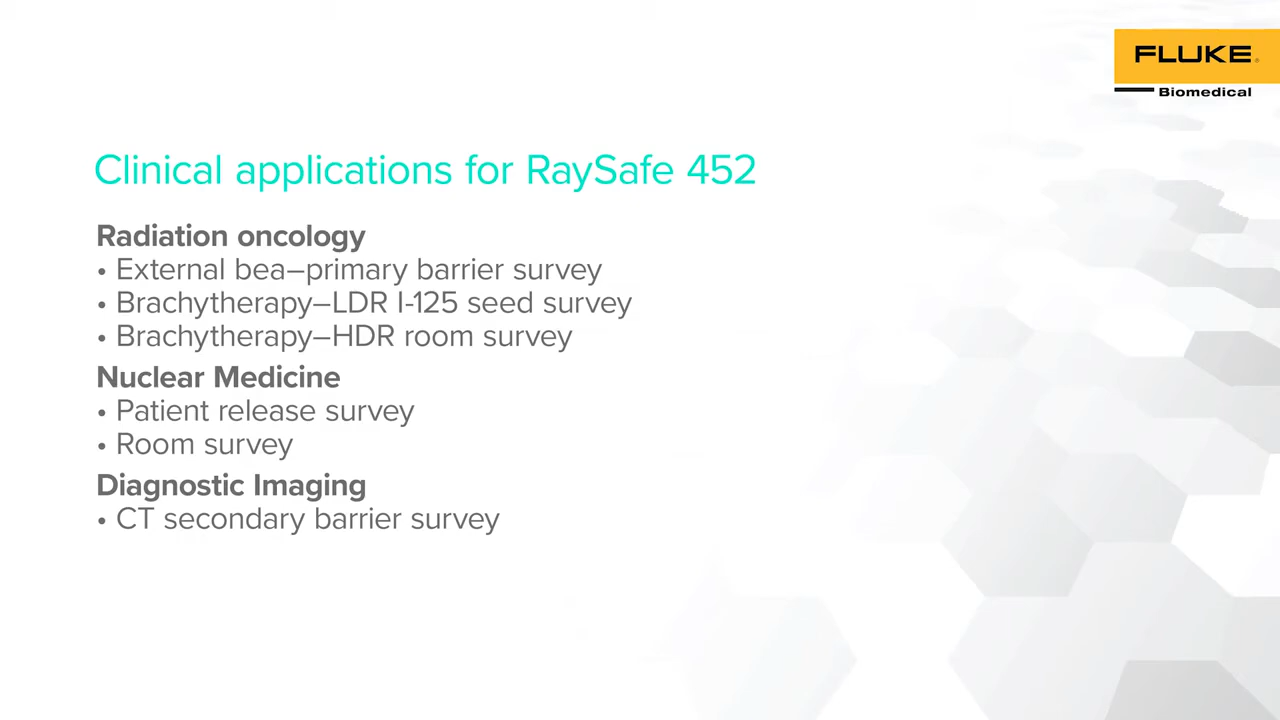 FLUKE®
Biomedical
Clinical applications for RaySafe 452
Radiation oncology
• External bea–primary barrier survey
• Brachytherapy–LDR I-125 seed survey
• Brachytherapy–HDR room survey
Nuclear Medicine
• Patient release survey
• Room survey
Diagnostic Imaging
• CT secondary barrier survey